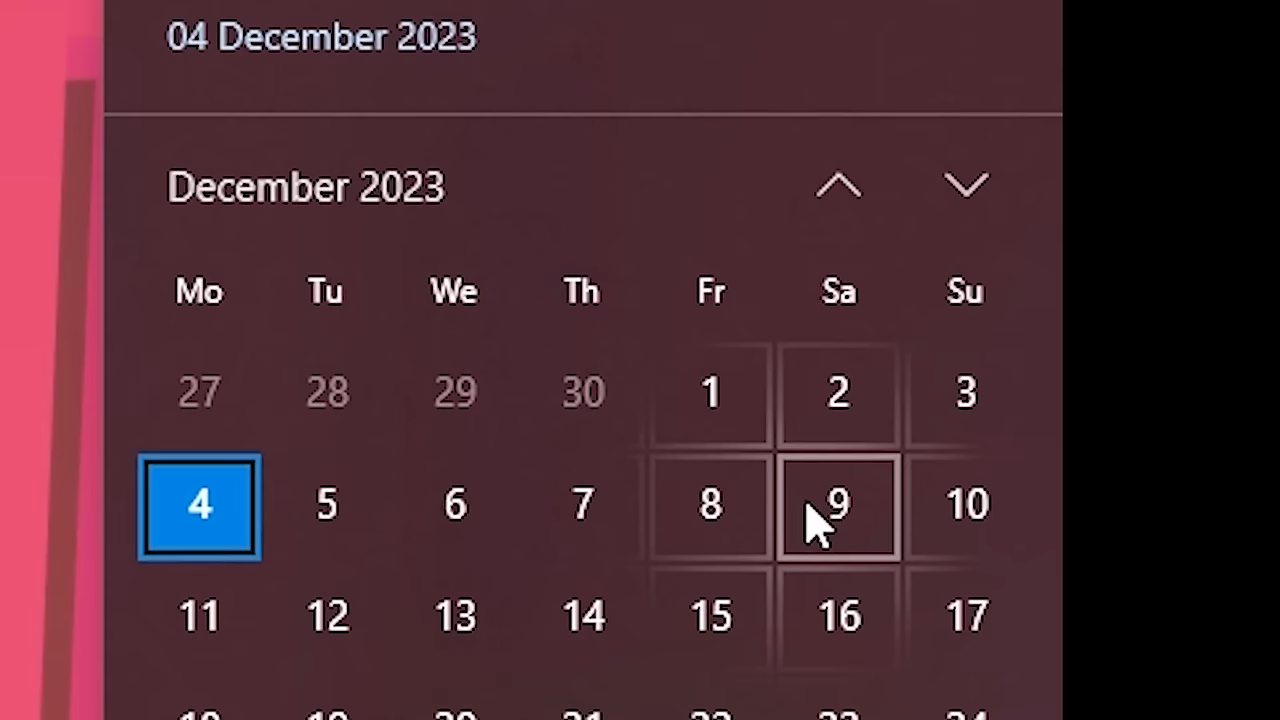 04 December 2023
December 2023
Mo Tu We Th Fr Sa Su
27 28 29 30 1 2 3
4 5 6 7 8 9 10
11 12 13 14 15 16 17